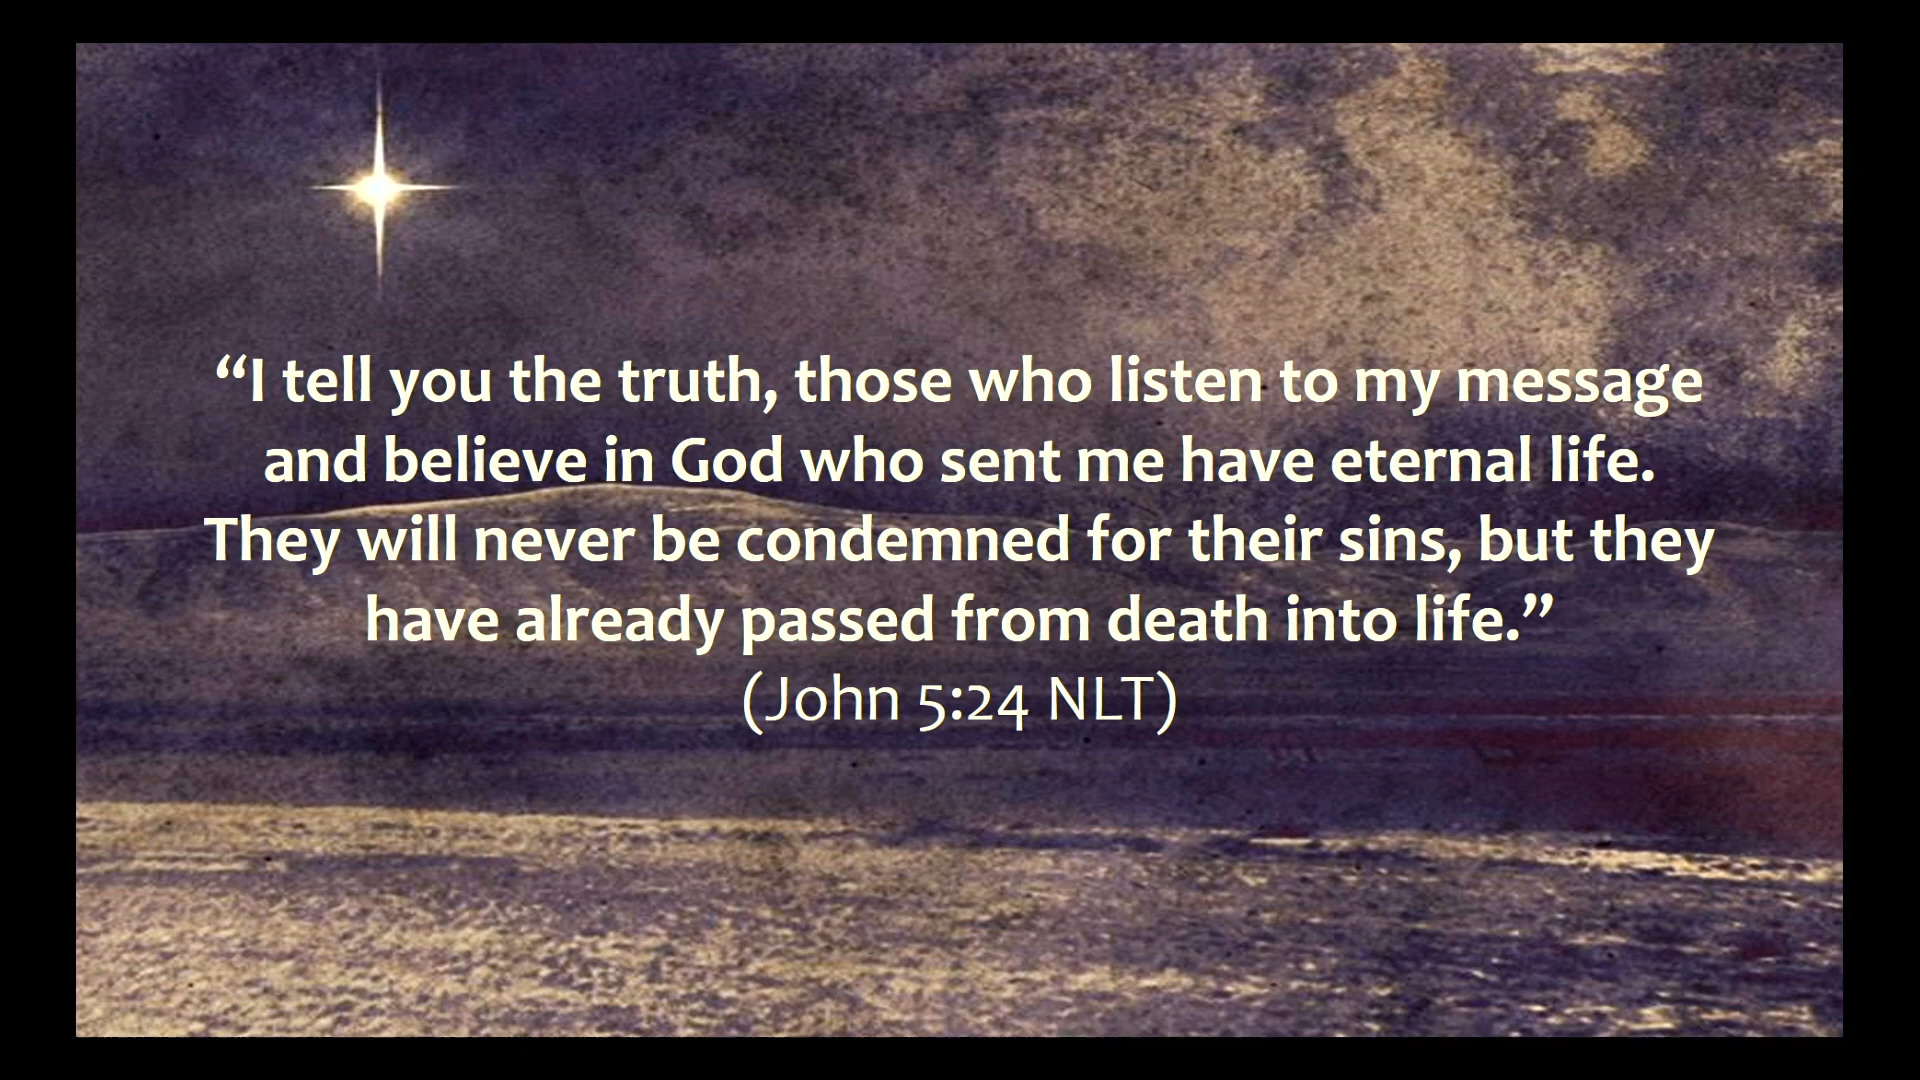 “I tell you the truth, those who listen to my message
and believe in God who sent me have eternal life.
They will never be condemned for their sins, but they
have already passed from death into life.”
(John 5:24 NLT)